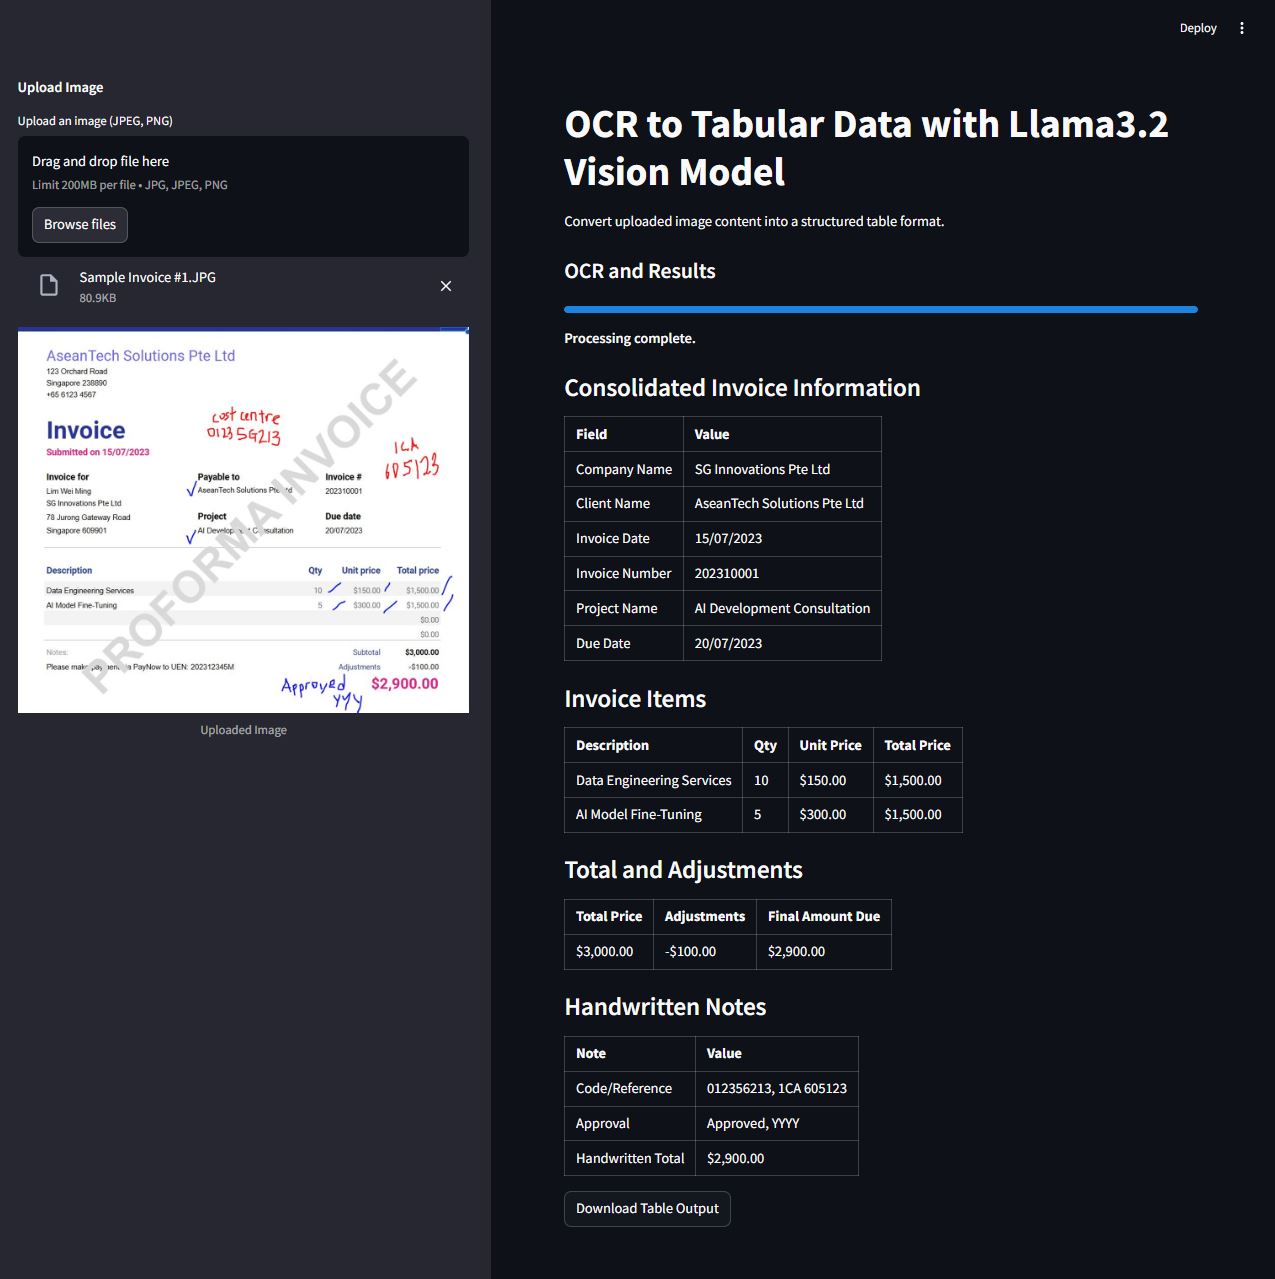 Deploy
Upload Image
Upload an image (JPEG, PNG)
Drag and drop file here
Limit 200MB per file • JPG, JPEG, PNG
Browse files
Sample Invoice #1.JPG
80.9KB
AseanTech Solutions Pte Ltd
123 Orchard Road
Singapore 238890
+65 6123 4567
cost centre
Invoice
Submitted on 15/07/2023
PROFORMA INVOICE
Invoice for Payable to Invoice #
Lim Wei Ming AseanTech Solutions Ltd 202310001
SG Innovations Pte Ltd
78 Jurong Gateway Road Project Due date
Singapore 609901 AI 20/07/2023
Description Qty Unit price Total price
Data Engineering Services 10 $150.00 $1,500.00
AI Model Fine-Tuning 5 $300.00 $1,500.00
$0.00
$0.00
Notes: Subtotal $3,000.00
Please make PayNow to UEN: 202312345M Adjustments -$100.00
Approved $2,900.00
yyy
Uploaded Image
OCR to Tabular Data with Llama3.2
Vision Model
Convert uploaded image content into a structured table format.
OCR and Results
Processing complete.
Consolidated Invoice Information
Field Value
Company Name SG Innovations Pte Ltd
Client Name AseanTech Solutions Pte Ltd
Invoice Date 15/07/2023
Invoice Number 202310001
Project Name AI Development Consultation
Due Date 20/07/2023
Invoice Items
Description Qty Unit Price Total Price
Data Engineering Services 10 $150.00 $1,500.00
AI Model Fine-Tuning 5 $300.00 $1,500.00
Total and Adjustments
Total Price Adjustments Final Amount Due
$3,000.00 -$100.00 $2,900.00
Handwritten Notes
Note Value
Code/Reference 012356213, 1CA 605123
Approval Approved, YYYY
Handwritten Total $2,900.00
Download Table Output